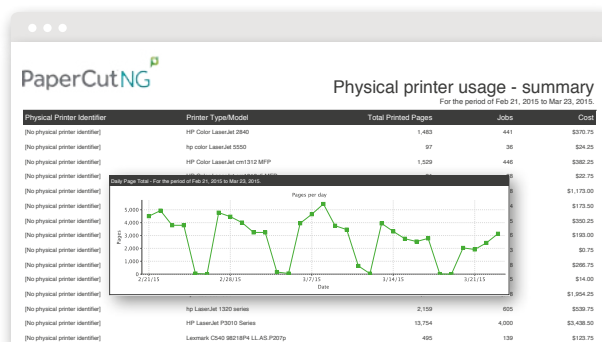 PaperCutNG
Physical printer usage - summary
For the period of Feb 21, 2015 to Mar 23, 2015.
Physical Printer Identifier Printer Type/Model Total Printed Pages Jobs Cost
[No physical printer identifier] HP Color LaserJet 2840 1,483 441 $370.75
[No physical printer identifier] hp color LaserJet 5550 97 36 $24.25
[No physical printer identifier] HP Color LaserJet cm1312 MFP 1,529 446 $382.25
[No physical printer identifier] $22.75
Daily Page Total - For the period of Feb 21, 2015 to Mar 23, 2015.
[No physical printer identifier] $1,173.00
[No physical printer identifier] $173.50
[No physical printer identifier] $350.25
[No physical printer identifier] $193.00
[No physical printer identifier] $0.75
[No physical printer identifier] $266.75
[No physical printer identifier] $14.00
[No physical printer identifier] $1,954.25
Pages per day
Pages
5,000
4,000
3,000
2,000
1,000
0
2/21/15 2/28/15 3/7/15 3/14/15 3/21/15
Date
[No physical printer identifier] hp LaserJet 1320 series 2,159 605 $539.75
[No physical printer identifier] HP LaserJet P3010 Series 13,754 4,000 $3,438.50
[No physical printer identifier] Lexmark C540 98218P4 LL.AS.P207p 495 139 $123.75